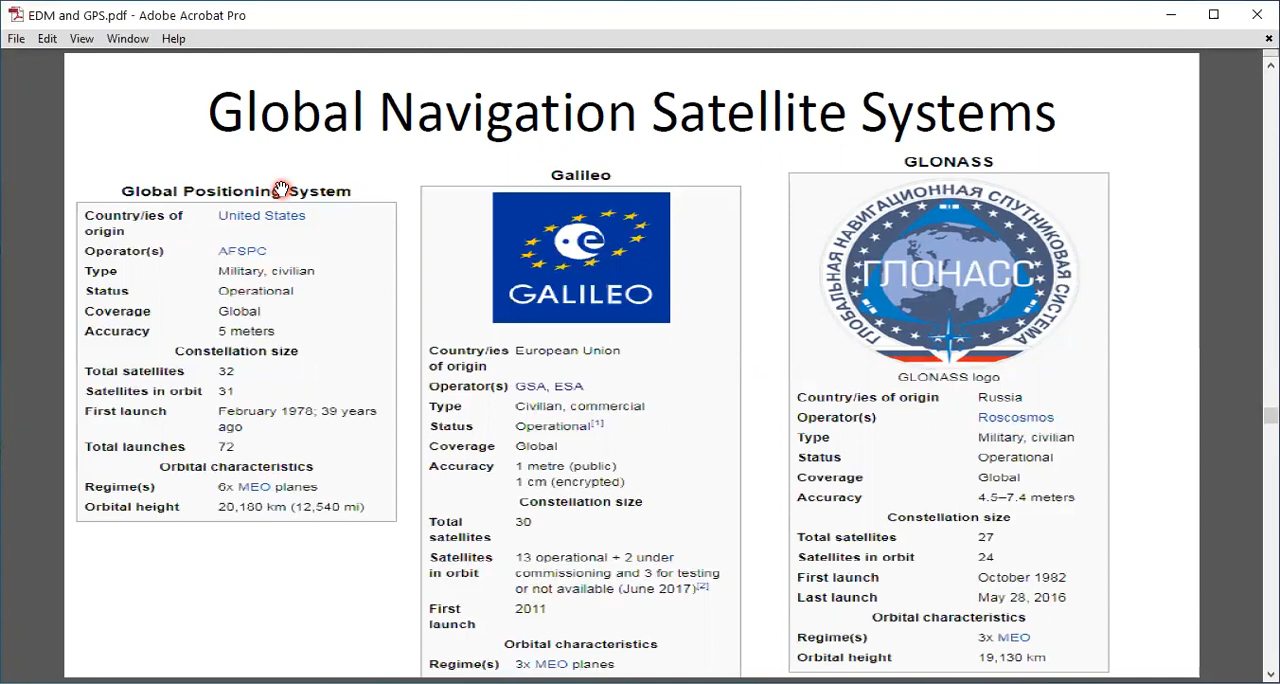 EDM and GPS.pdf - Adobe Acrobat Pro
File Edit View Window Help
Global Navigation Satellite Systems
Global Positioning System
Country/ies of origin United States
Operator(s) AFSPC
Type Military, civilian
Status Operational
Coverage Global
Accuracy 5 meters
Constellation size
Total satellites 32
Satellites in orbit 31
First launch February 1978; 39 years ago
Total launches 72
Orbital characteristics
Regime(s) 6x MEO planes
Orbital height 20,180 km (12,540 mi)
Galileo
GALILEO
Country/ies of origin European Union
Operator(s) GSA, ESA
Type Civilian, commercial
Status Operational[1]
Coverage Global
Accuracy 1 metre (public)
1 cm (encrypted)
Constellation size
Total satellites 30
Satellites in orbit 13 operational + 2 under commissioning and 3 for testing or not available (June 2017)[2]
First launch 2011
Orbital characteristics
Regime(s) 3x MEO planes
GLONASS
ГЛОБАЛЬНАЯ НАВИГАЦИОННАЯ СПУТНИКОВАЯ СИСТЕМА
ГЛОНАСС
GLONASS logo
Country/ies of origin Russia
Operator(s) Roscosmos
Type Military, civilian
Status Operational
Coverage Global
Accuracy 4.5–7.4 meters
Constellation size
Total satellites 27
Satellites in orbit 24
First launch October 1982
Last launch May 28, 2016
Orbital characteristics
Regime(s) 3x MEO
Orbital height 19,130 km